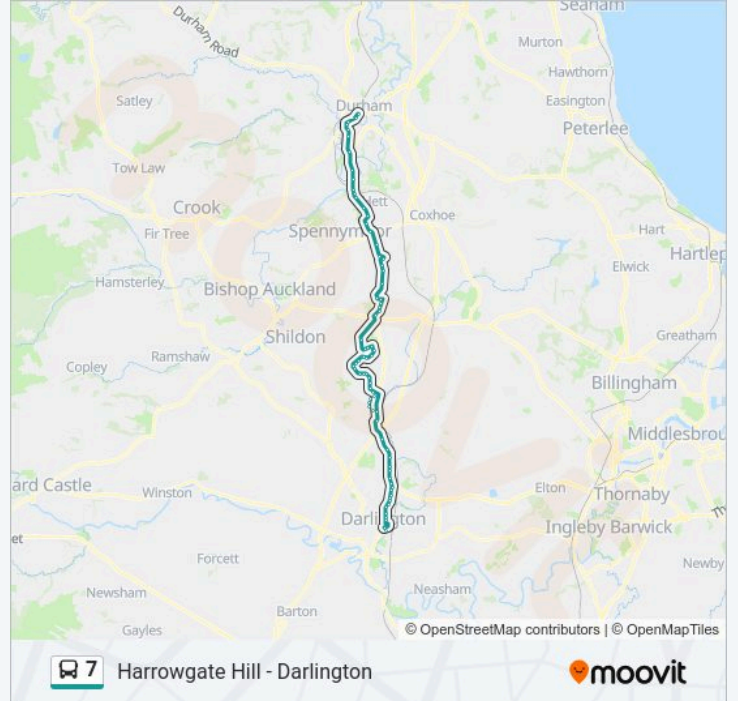 Seaham
Durham Road
Murton
Hawthorn
Satley
Durham
Easington
Peterlee
Tow Law
Crook
Coxhoe
Fir Tree
Spennymoor
Hart
Hartlep
Elwick
Hamsterley
Bishop Auckland
Shildon
Greatham
Ramshaw
Copley
Billingham
Middlesbrou
ard Castle
Winston
Elton
Thornaby
Darlington
Ingleby Barwick
et
Forcett
Newby
Newsham
Neasham
Barton
Gayles
© OpenStreetMap contributors | © OpenMapTiles
7 Harrowgate Hill - Darlington
moovit